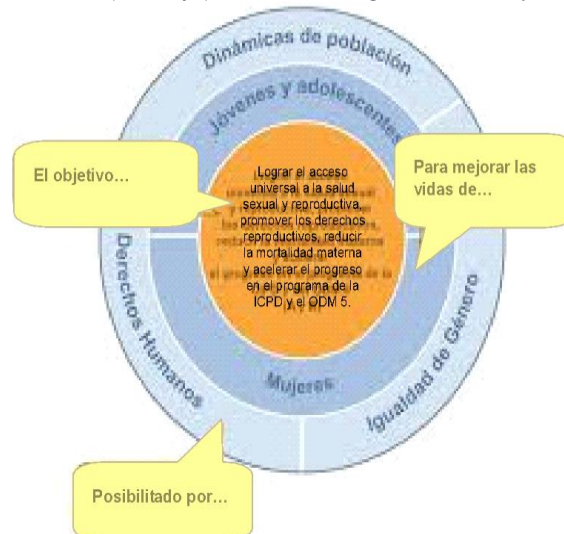 Dinámicas de población
Jóvenes y adolescentes
El objetivo…
Para mejorar las
vidas de…
Lograr el acceso
universal a la salud
sexual y reproductiva,
promover los derechos
reproductivos, reducir
la mortalidad materna
y acelerar el progreso
en el programa de la
ICPD y el ODM 5.
Derechos Humanos
Mujeres
Igualdad de Género
Posibilitado por…